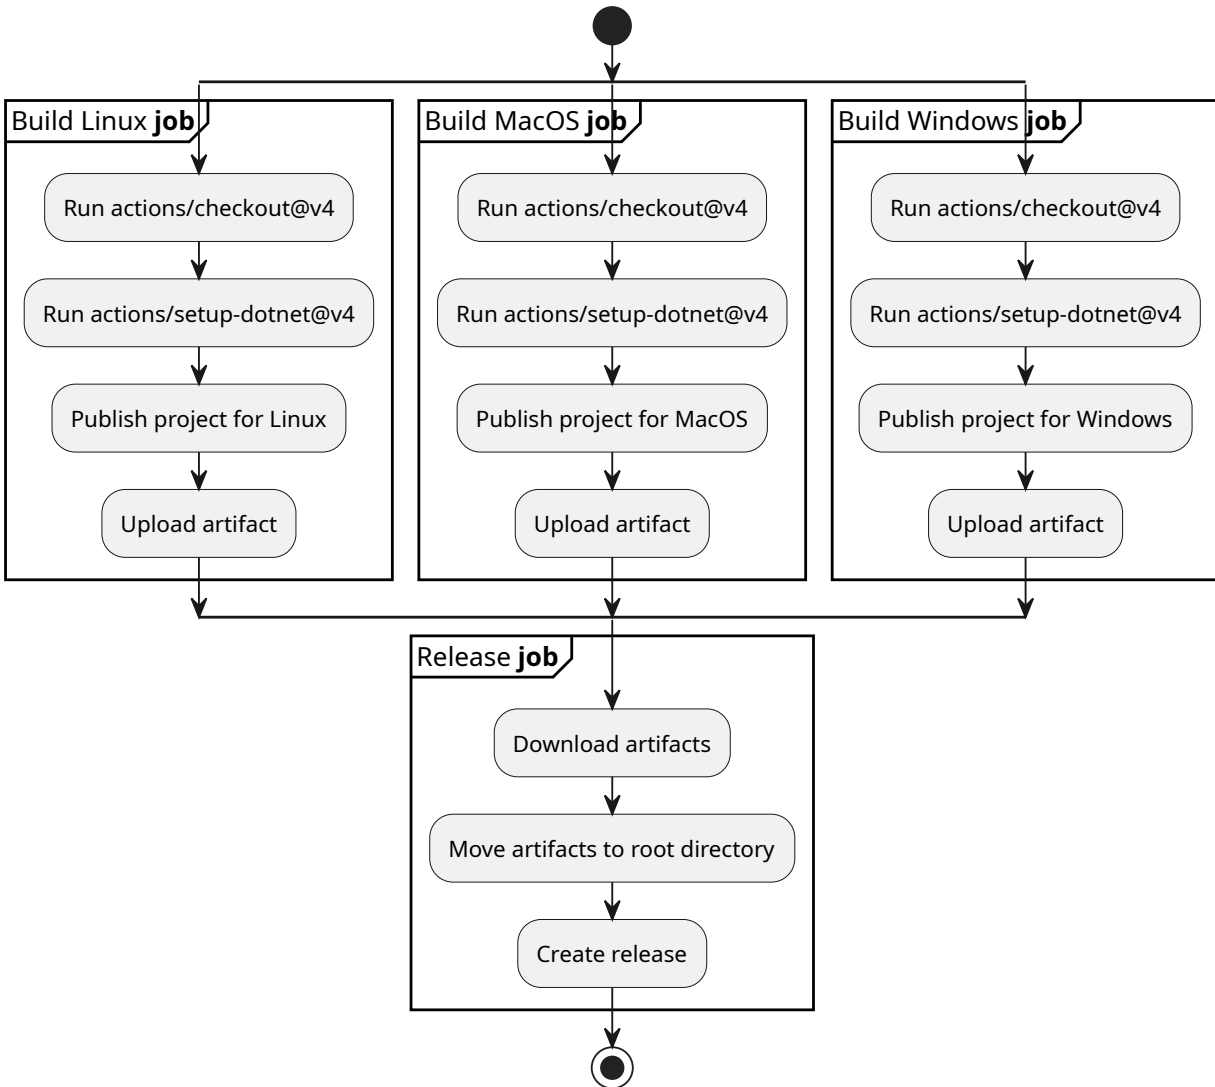 Build Linux job
Run actions/checkout@v4
Run actions/setup-dotnet@v4
Publish project for Linux
Upload artifact
Build MacOS job
Run actions/checkout@v4
Run actions/setup-dotnet@v4
Publish project for MacOS
Upload artifact
Build Windows job
Run actions/checkout@v4
Run actions/setup-dotnet@v4
Publish project for Windows
Upload artifact
Release job
Download artifacts
Move artifacts to root directory
Create release